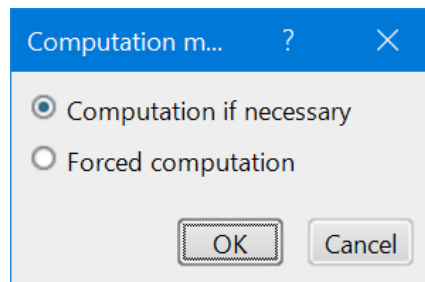 Computation m... ?
Computation if necessary
Forced computation
OK Cancel